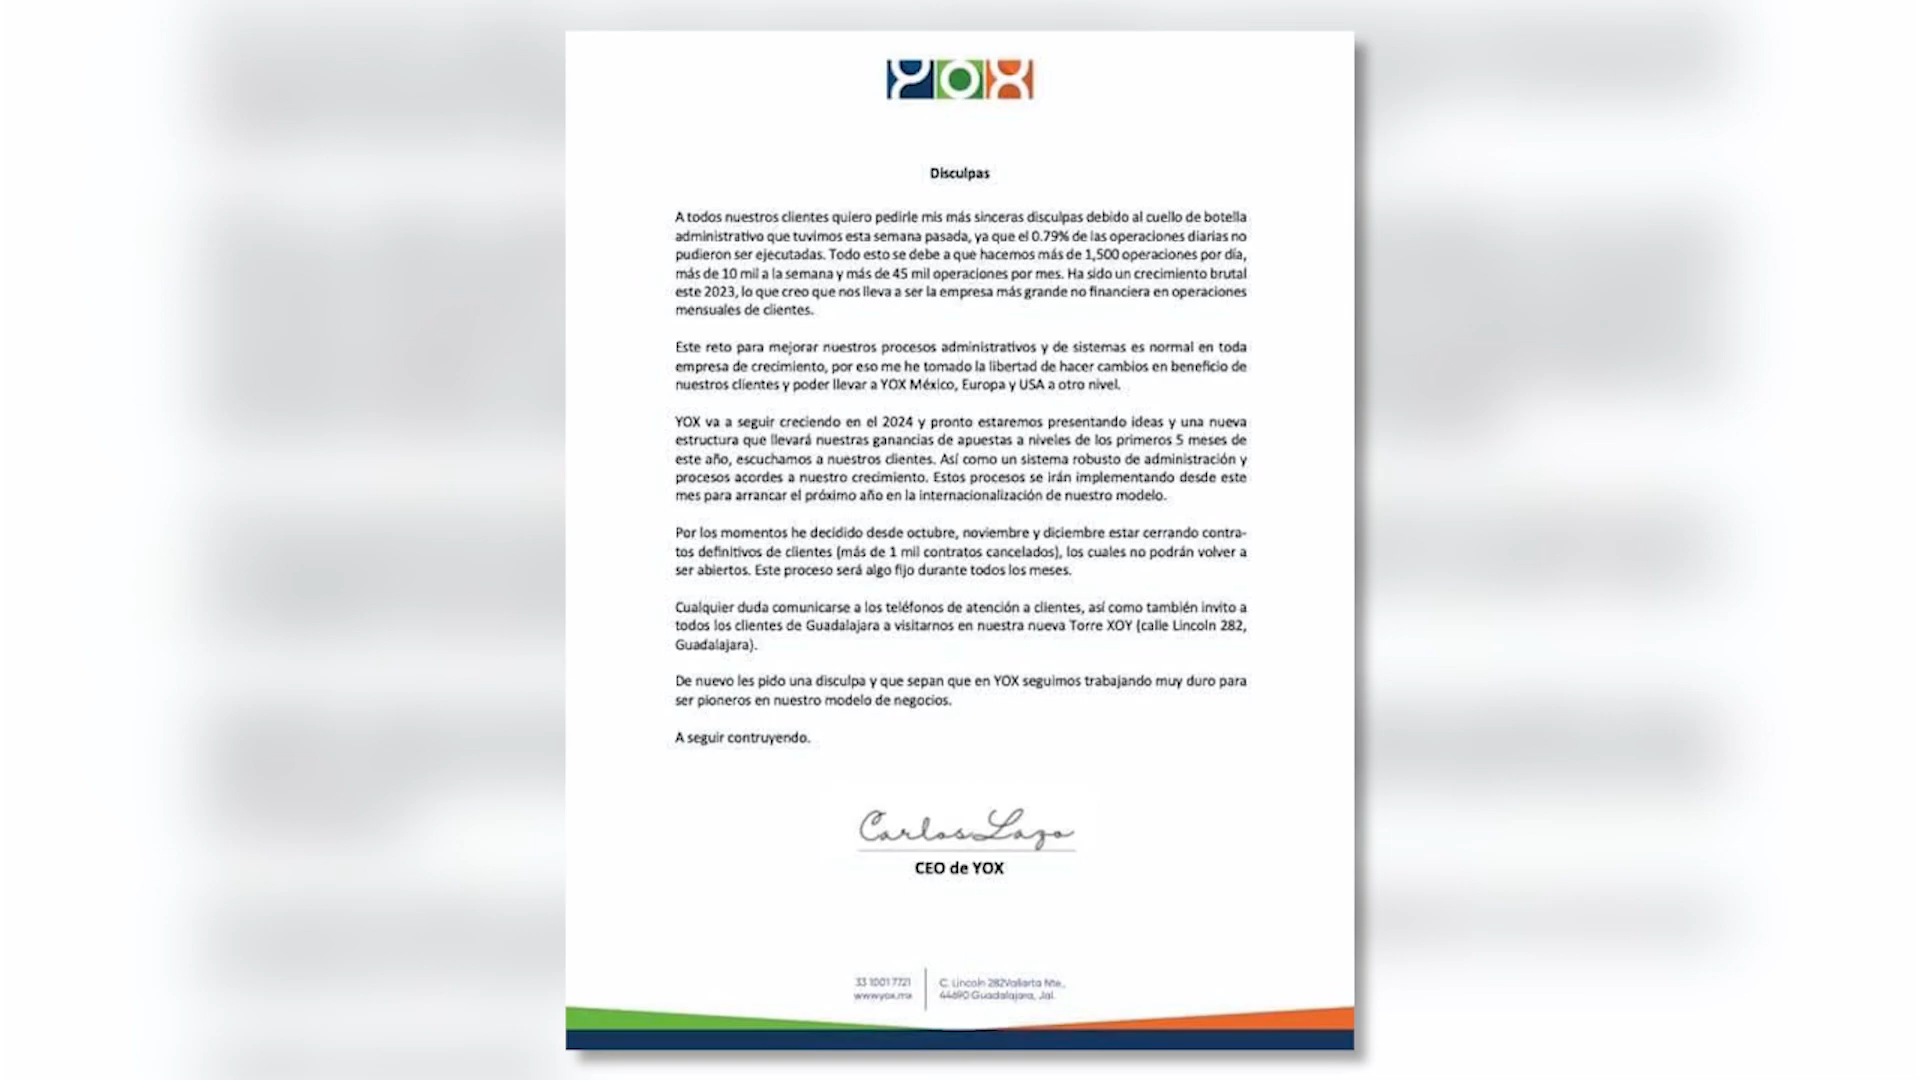 YOX
Disculpas
A todos nuestros clientes quiero pedirle mis más sinceras disculpas debido al cuello de botella
administrativo que tuvimos esta semana pasada, ya que el 0.79% de las operaciones diarias no
pudieron ser ejecutadas. Todo esto se debe a que hacemos más de 1,500 operaciones por día,
más de 10 mil a la semana y más de 45 mil operaciones por mes. Ha sido un crecimiento brutal
este 2023, lo que creo que nos lleva a ser la empresa más grande no financiera en operaciones
mensuales de clientes.
Este reto para mejorar nuestros procesos administrativos y de sistemas es normal en toda
empresa de crecimiento, por eso me he tomado la libertad de hacer cambios en beneficio de
nuestros clientes y poder llevar a YOX México, Europa y USA a otro nivel.
YOX va a seguir creciendo en el 2024 y pronto estaremos presentando ideas y una nueva
estructura que llevará nuestras ganancias de apuestas a niveles de los primeros 5 meses de
este año, escuchamos a nuestros clientes. Así como un sistema robusto de administración y
procesos acordes a nuestro crecimiento. Estos procesos se irán implementando desde este
mes para arrancar el próximo año en la internacionalización de nuestro modelo.
Por los momentos he decidido desde octubre, noviembre y diciembre estar cerrando contra-
tos definitivos de clientes (más de 1 mil contratos cancelados), los cuales no podrán volver a
ser abiertos. Este proceso será algo fijo durante todos los meses.
Cualquier duda comunicarse a los teléfonos de atención a clientes, así como también invito a
todos los clientes de Guadalajara a visitarnos en nuestra nueva Torre XOY (calle Lincoln 282,
Guadalajara).
De nuevo les pido una disculpa y que sepan que en YOX seguimos trabajando muy duro para
ser pioneros en nuestro modelo de negocios.
A seguir contruyendo.
Carlos Lazo
CEO de YOX
33 1001 7721
www.yox.mx
C. Lincoln 282Vallarta Nte.,
44690 Guadalajara, Jal.